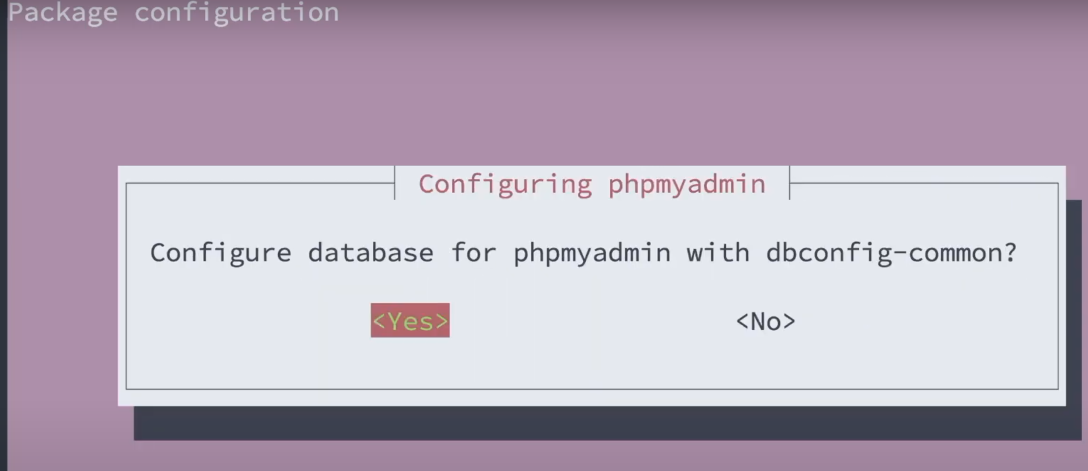 Package configuration
Configuring phpmyadmin
Configure database for phpmyadmin with dbconfig-common?
<Yes> <No>